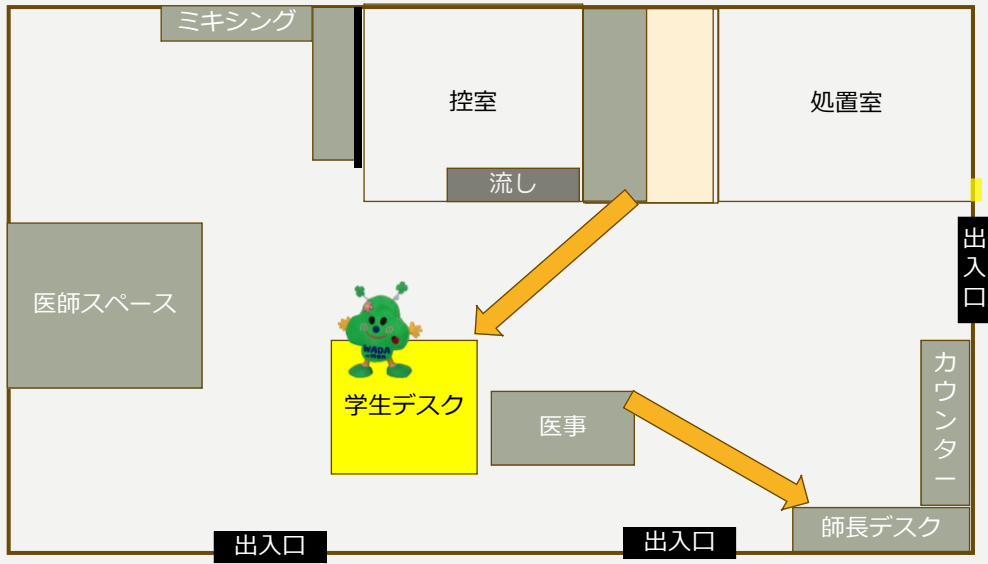 ミキシング
控室
処置室
流し
出入口
医師スペース
WADA
学生デスク
医事
カウンター
師長デスク
出入口
出入口